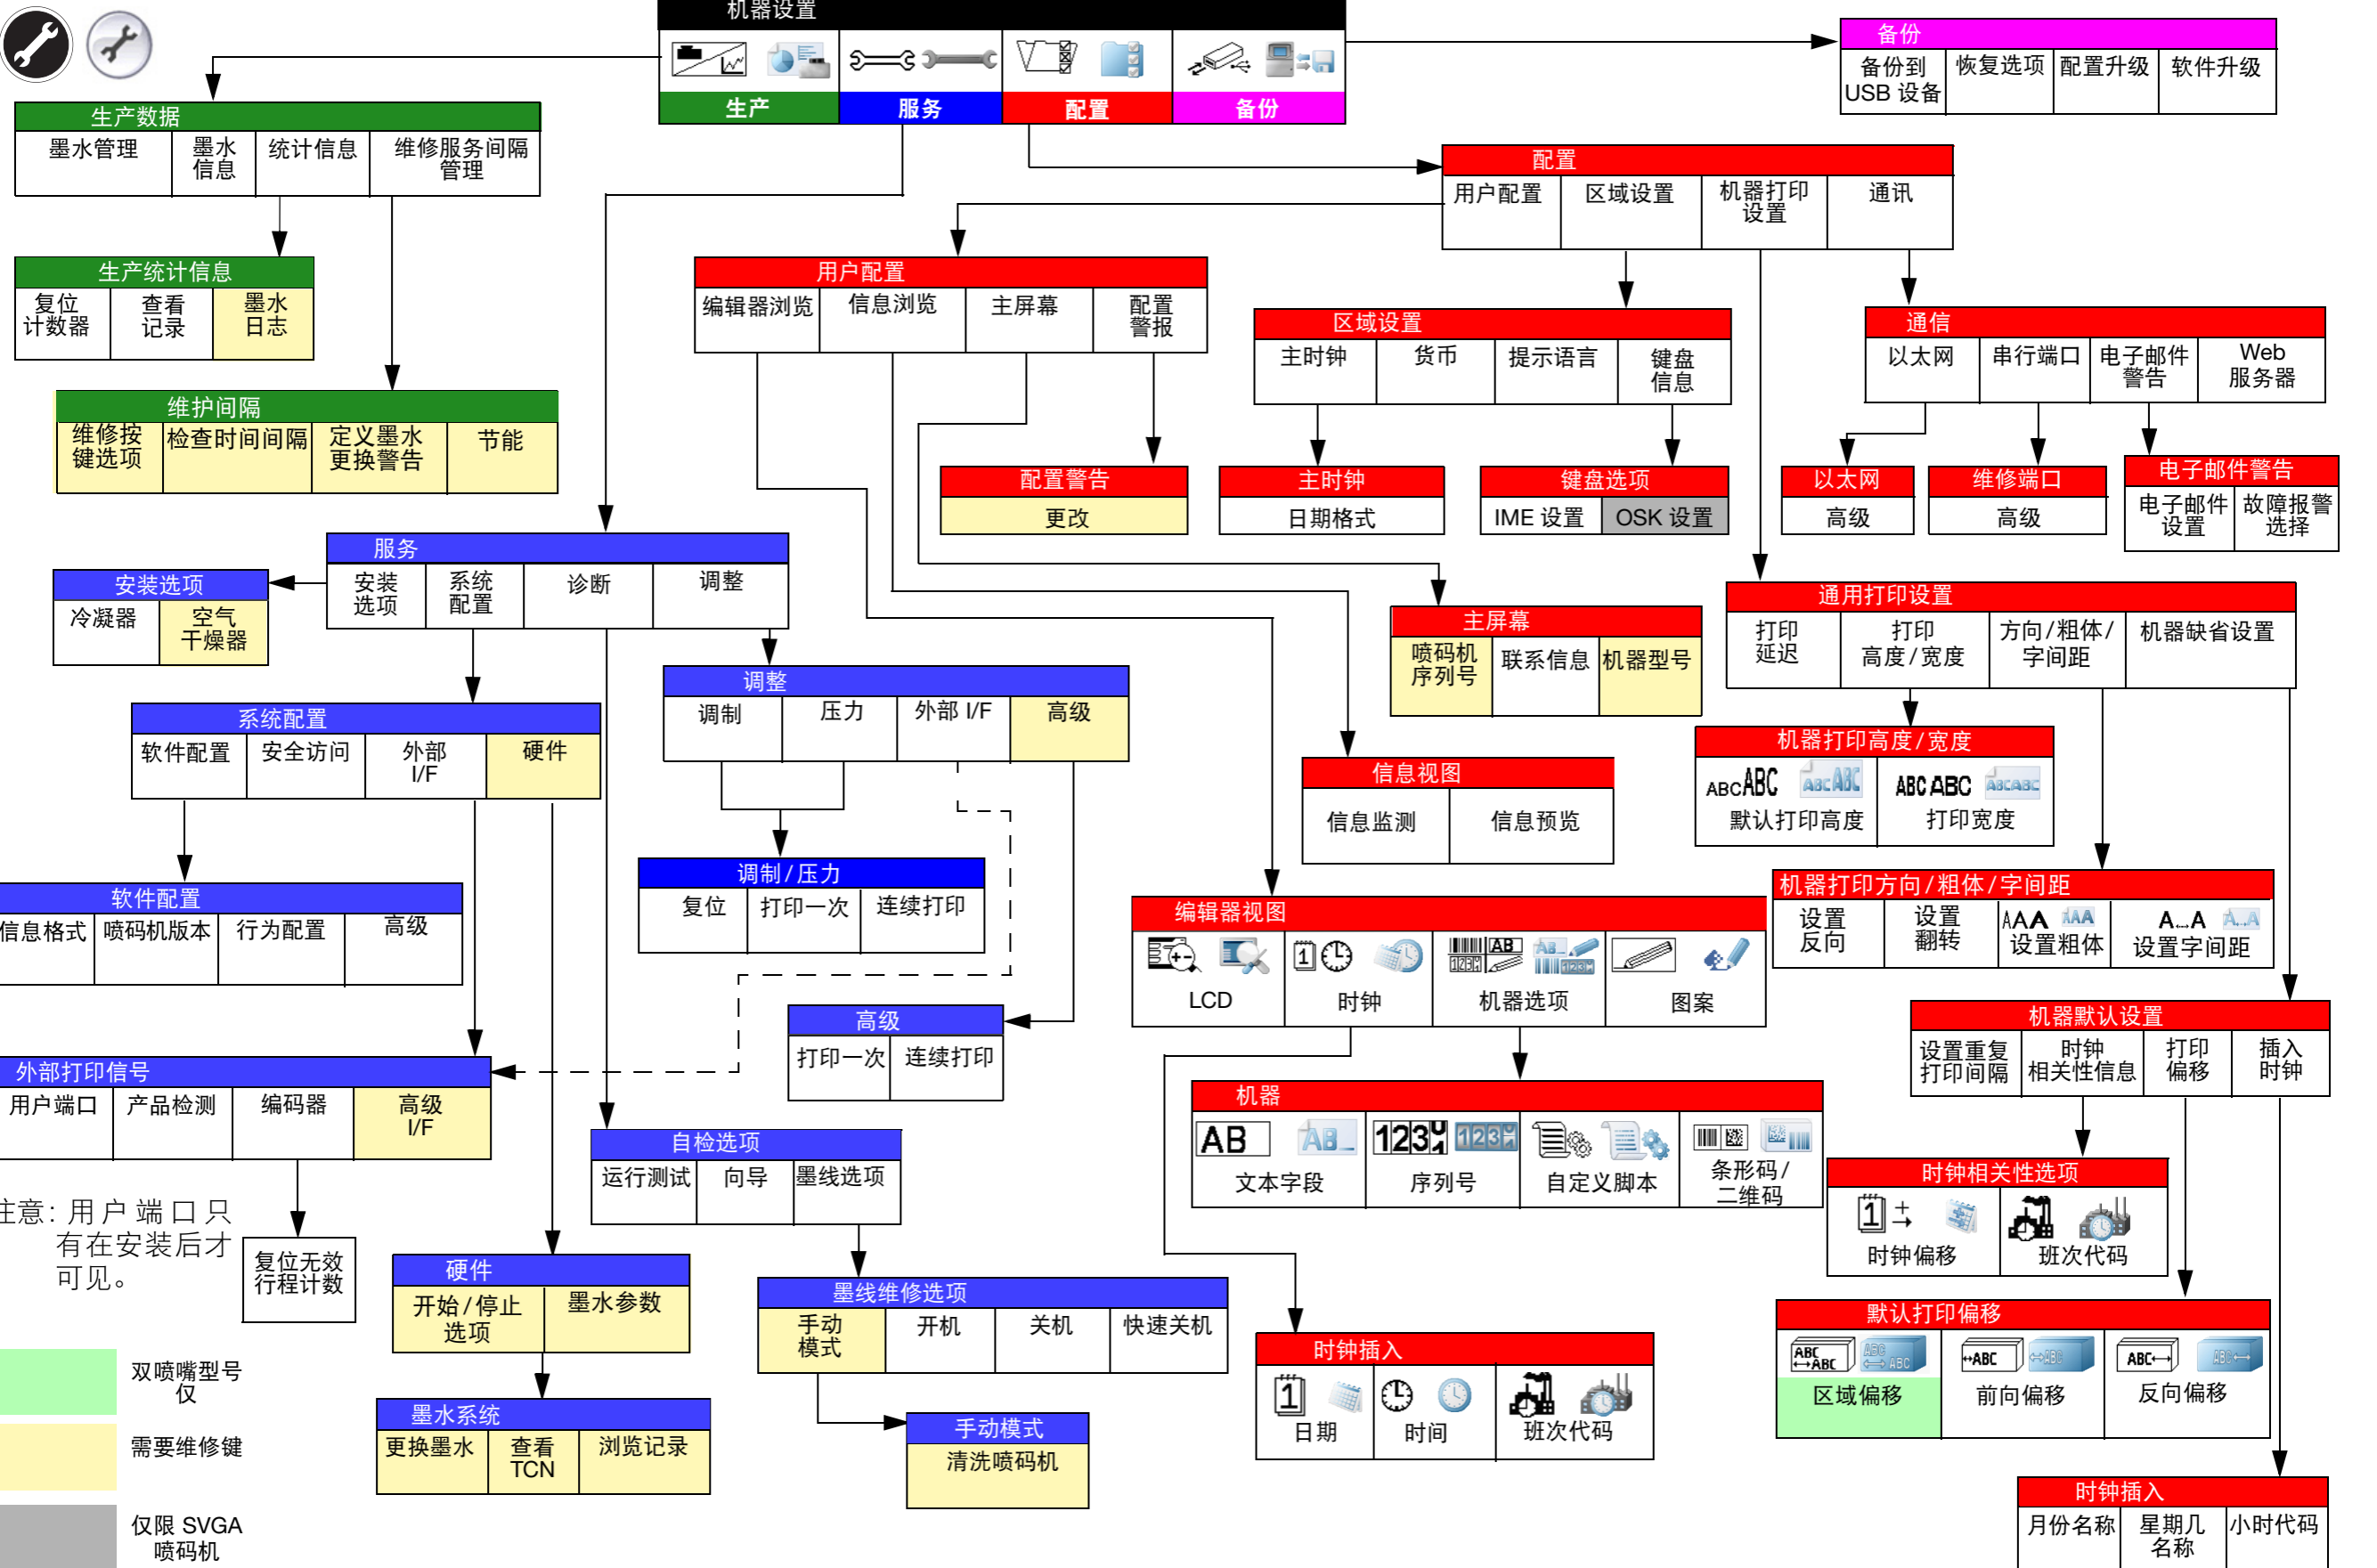 机器设置
生产
服务
配置
备份
备份
备份到
USB 设备
恢复选项
配置升级
软件升级
生产数据
墨水管理
墨水
信息
统计信息
维修服务间隔
管理
配置
用户配置
区域设置
机器打印
设置
通讯
生产统计信息
复位
计数器
查看
记录
墨水
日志
用户配置
编辑器浏览
信息浏览
主屏幕
配置
警报
区域设置
主时钟
货币
提示语言
键盘
信息
通信
以太网
串行端口
电子邮件
警告
Web
服务器
维护间隔
维修按
键选项
检查时间间隔
定义墨水
更换警告
节能
配置警告
更改
主时钟
日期格式
键盘选项
IME 设置
OSK 设置
以太网
高级
维修端口
高级
电子邮件警告
电子邮件
设置
故障报警
选择
服务
安装
选项
系统
配置
诊断
调整
安装选项
冷凝器
空气
干燥器
主屏幕
喷码机
序列号
联系信息
机器型号
通用打印设置
打印
延迟
打印
高度/宽度
方向/粗体/
字间距
机器缺省设置
调整
调制
压力
外部 I/F
高级
系统配置
软件配置
安全访问
外部
I/F
硬件
机器打印高度/宽度
ABCABC
ABCABC
ABCABC
ABCABC
默认打印高度
打印宽度
信息视图
信息监测
信息预览
调制/压力
复位
打印一次
连续打印
软件配置
信息格式
喷码机版本
行为配置
高级
机器打印方向/粗体/字间距
设置
反向
设置
翻转
AAA
AAA
设置粗体
A↔A
A↔A
设置字间距
编辑器视图
LCD
1
时钟
AB
123
AB
123
机器选项
图案
高级
打印一次
连续打印
机器默认设置
设置重复
打印间隔
时钟
相关性信息
打印
偏移
插入
时钟
外部打印信号
用户端口
产品检测
编码器
高级
I/F
机器
AB
AB
文本字段
1234
1234
序列号
自定义脚本
条形码/
二维码
自检选项
运行测试
向导
墨线选项
时钟相关性选项
1
时钟偏移
班次代码
注意: 用户端口只
有在安装后才
可见。
复位无效
行程计数
硬件
开始/停止
选项
墨水参数
墨线维修选项
手动
模式
开机
关机
快速关机
默认打印偏移
ABC
↔ABC
ABC
↔ABC
区域偏移
↔ABC
↔ABC
前向偏移
ABC↔
ABC↔
反向偏移
时钟插入
1
日期
时间
班次代码
双喷嘴型号
仅
墨水系统
更换墨水
查看
TCN
浏览记录
手动模式
清洗喷码机
需要维修键
时钟插入
月份名称
星期几
名称
小时代码
仅限 SVGA
喷码机